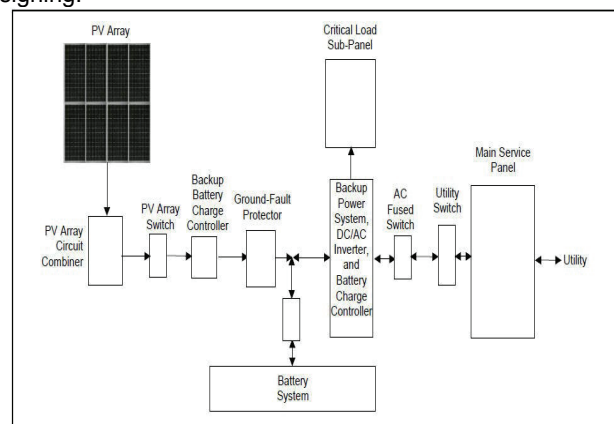 signing.
PV Array
Critical Load
Sub-Panel
Main Service
Panel
Backup
Battery
Charge
Controller
Ground-Fault
Protector
PV Array
Switch
PV Array
Circuit
Combiner
Backup
Power
System,
DC/AC
Inverter,
and
Battery
Charge
Controller
AC
Fused
Switch
Utility
Switch
Utility
Battery
System